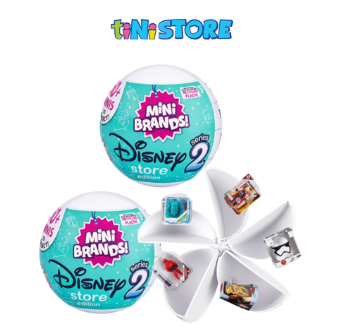 tiNiSTORE
MiNi
BRANDS!
Disney
series
2
store
edition
MiNi
BRANDS!
Disney
series
2
store
edition